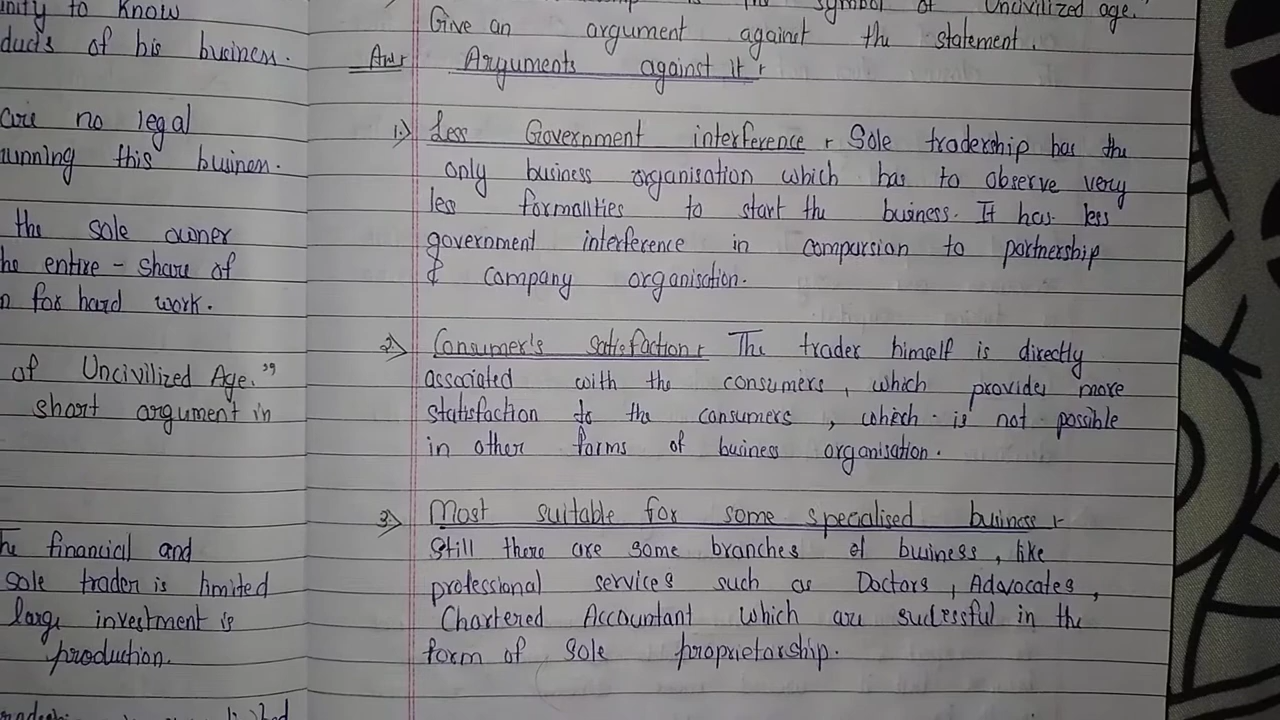 to know
of his business.
are no legal
running this business.
the sole owner
entire - share of
for hard work.
of Uncivilized Age."
short argument in
financial and
sole trader is limited
large investment is
production.
symbol of Uncivilized age."
Give an argument against the statement.
Ans:- Arguments against it :-
1.) Less Government interference :- Sole tradership has the
only business organisation which has to observe very
less formalities to start the business. It has less
government interference in comparsion to partnership
& company organisation.
2.) Consumer's satisfaction :- The trader himself is directly
associated with the consumers, which provides more
statisfaction to the consumers, which is not possible
in other forms of business organisation.
3.) Most suitable for some specialised business :-
Still there are some branches of business, like
professional services such as Doctors, Adavocates,
Chartered Accountant which are sucessful in the
form of sole proprietorship.